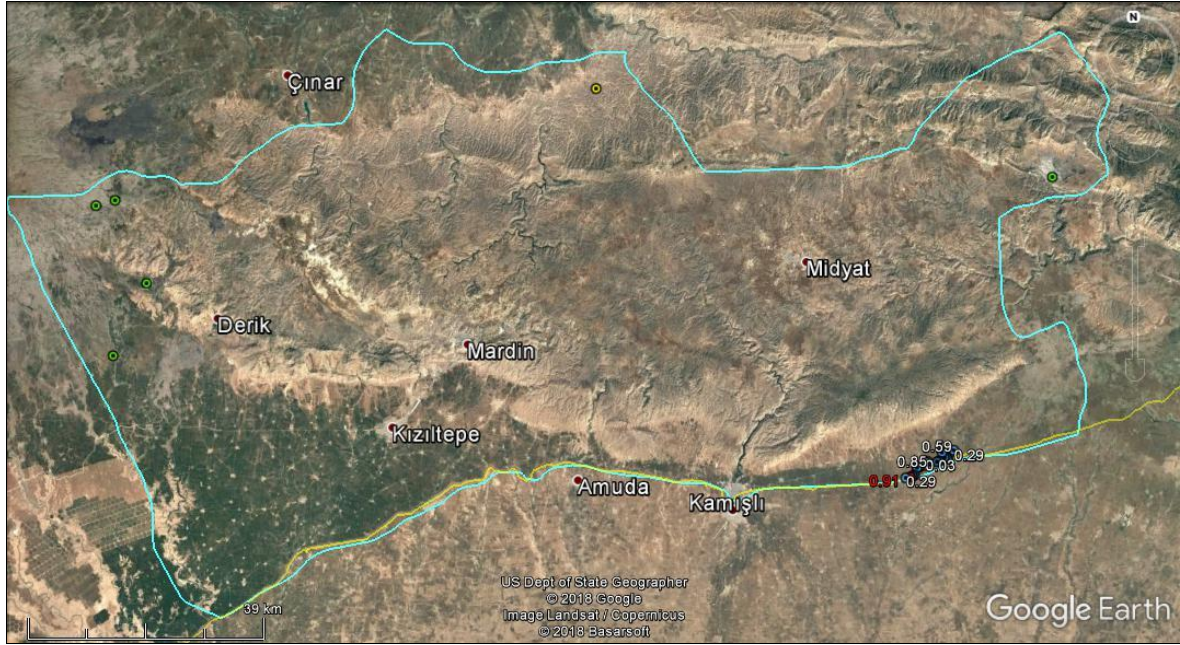 N
Çınar
Midyat
Derik
Mardin
Kızıltepe
0.59
0.85
0.29
0.03
0.91
0.29
Amuda
Kamışlı
US Dept of State Geographer
© 2018 Google
Image Landsat / Copernicus
© 2018 Basarsoft
39 km
Google Earth